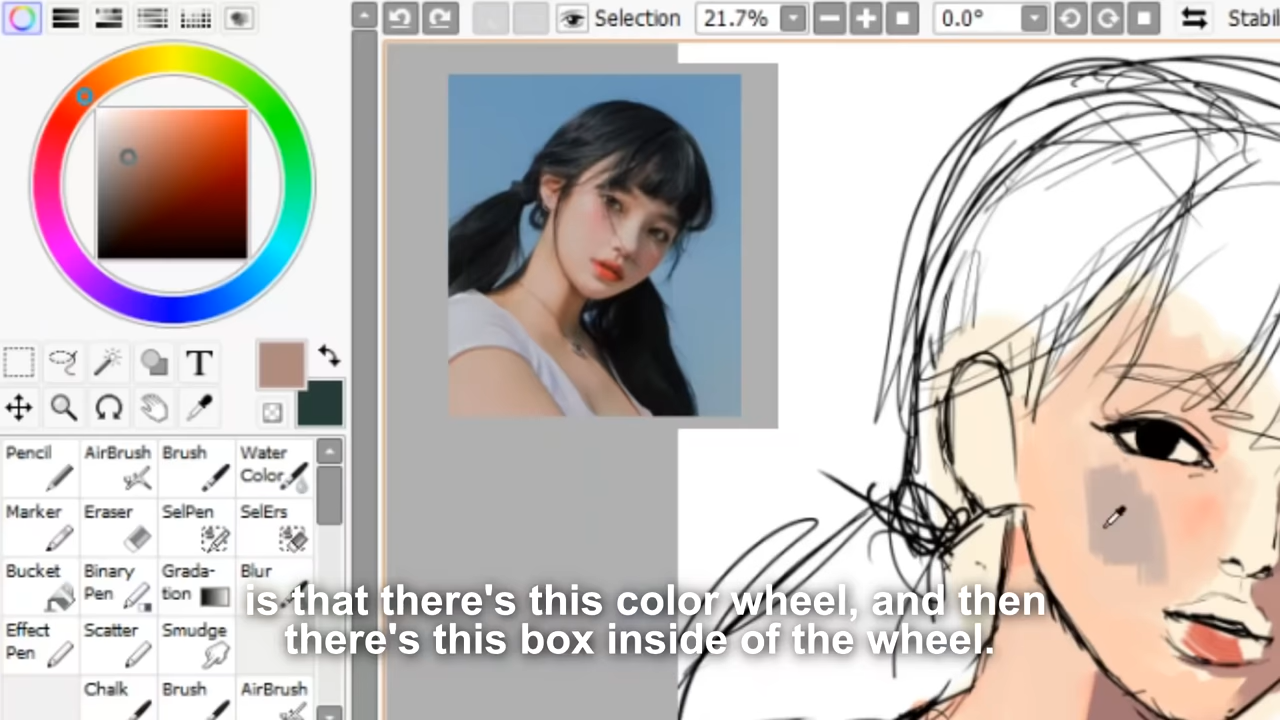 Selection
21.7%
0.0°
Stabil
T
Pencil
AirBrush
Brush
Water
Color
Marker
Eraser
SelPen
SelErs
Bucket
Binary
Pen
Grada-
tion
Blur
Effect
Pen
Scatter
Smudge
Chalk
Brush
AirBrush
is that there's this color wheel, and then
there's this box inside of the wheel.